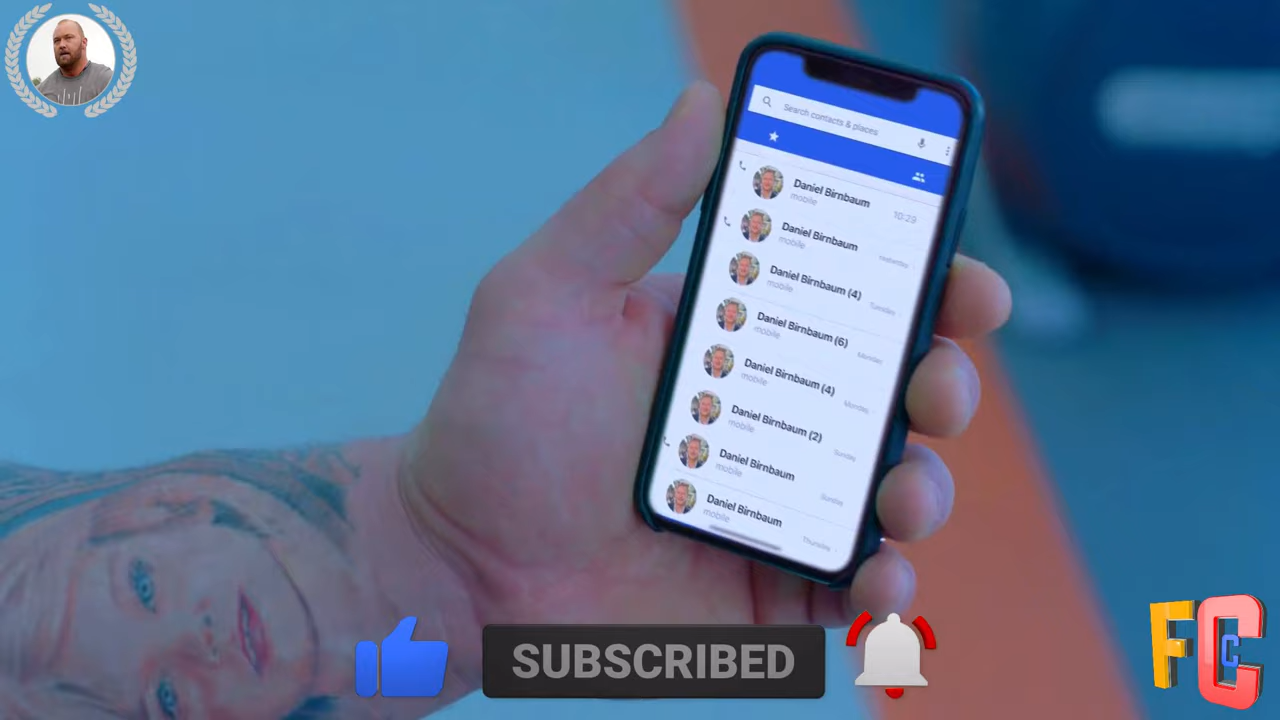 Search contacts & places
Daniel Birnbaum
mobile
10:29
Daniel Birnbaum
mobile
Yesterday
Daniel Birnbaum (4)
mobile
Tuesday
Daniel Birnbaum (6)
mobile
Monday
Daniel Birnbaum (4)
mobile
Monday
Daniel Birnbaum (2)
mobile
Sunday
Daniel Birnbaum
mobile
Sunday
Daniel Birnbaum
mobile
Thursday
SUBSCRIBED
FCC